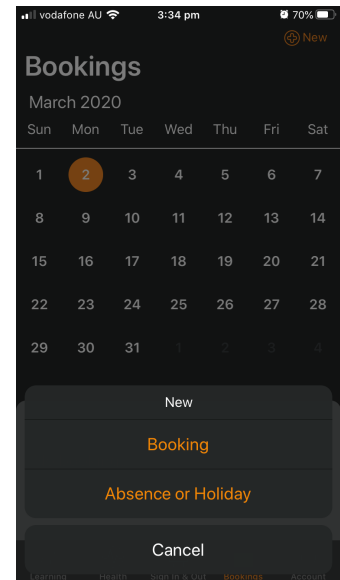 vodafone AU 3:34 pm 70%
New
Bookings
March 2020
Sun Mon Tue Wed Thu Fri Sat
1 2 3 4 5 6 7
8 9 10 11 12 13 14
15 16 17 18 19 20 21
22 23 24 25 26 27 28
29 30 31 1 2 3 4
New
Booking
Absence or Holiday
Cancel
Learning Health Sign In & Out Bookings Account